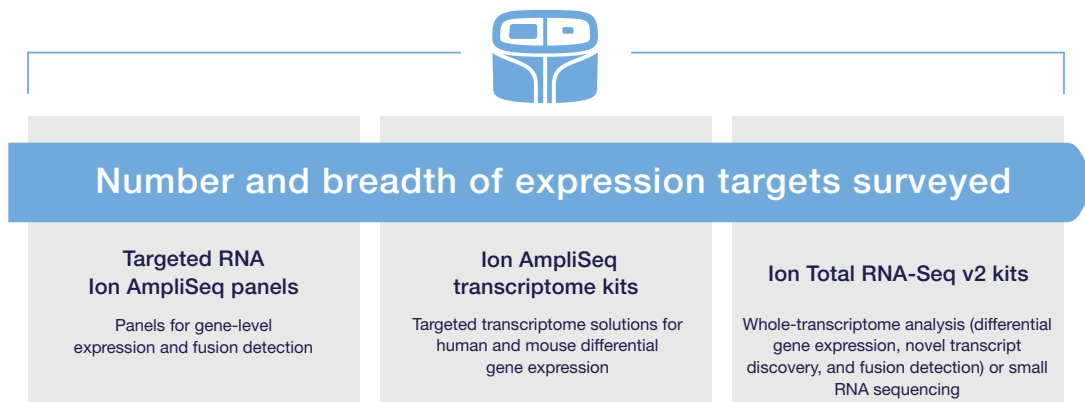 Number and breadth of expression targets surveyed
Targeted RNA
Ion AmpliSeq panels
Panels for gene-level
expression and fusion detection
Ion AmpliSeq
transcriptome kits
Targeted transcriptome solutions for
human and mouse differential
gene expression
Ion Total RNA-Seq v2 kits
Whole-transcriptome analysis (differential
gene expression, novel transcript
discovery, and fusion detection) or small
RNA sequencing